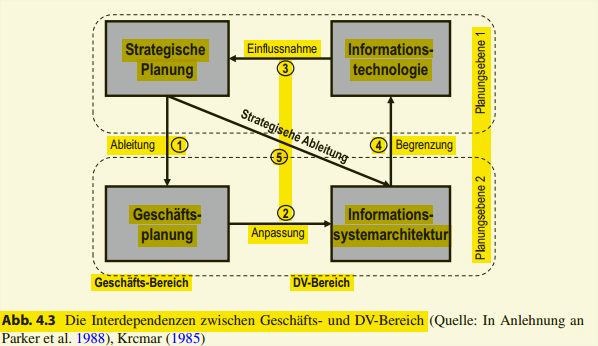 Strategische
Planung
Einflussnahme
3
Informations-
technologie
Planungsebene 1
Ableitung
1
Strategische Ableitung
5
4
Begrenzung
Geschäfts-
planung
2
Anpassung
Informations-
systemarchitektur
Planungsebene 2
Geschäfts-Bereich
DV-Bereich
Abb. 4.3 Die Interdependenzen zwischen Geschäfts- und DV-Bereich (Quelle: In Anlehnung an
Parker et al. 1988), Krcmar (1985)